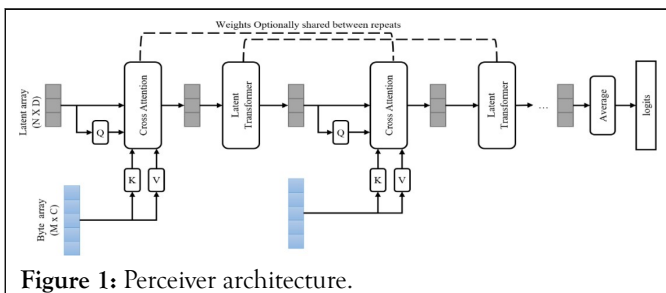 Weights Optionally shared between repeats
Latent array
(N X D)
Q
Cross Attention
Latent
Transformer
Q
Cross Attention
Latent
Transformer
...
Average
logits
K
V
K
V
Byte array
(M x C)
Figure 1: Perceiver architecture.